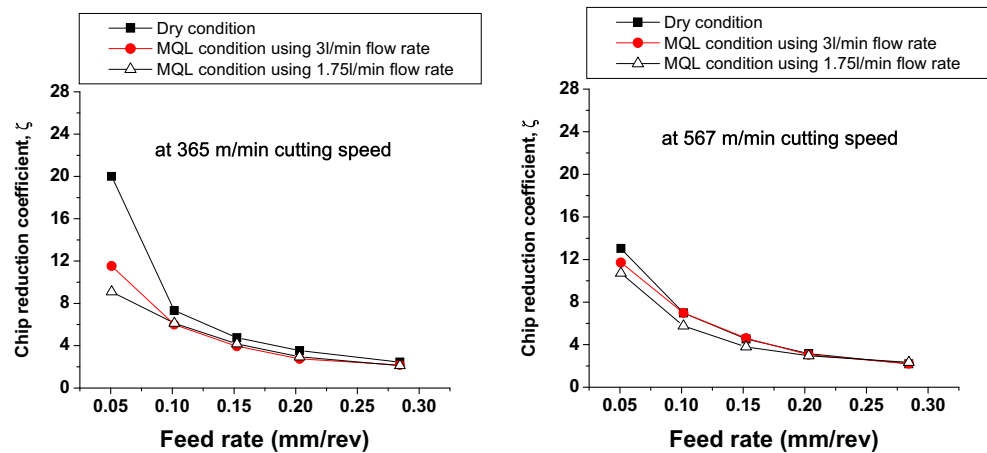 Dry condition
MQL condition using 3l/min flow rate
MQL condition using 1.75l/min flow rate
28
24
20
16
12
8
4
0
Chip reduction coefficient, ζ
at 365 m/min cutting speed
0.05 0.10 0.15 0.20 0.25 0.30
Feed rate (mm/rev)
Dry condition
MQL condition using 3l/min flow rate
MQL condition using 1.75l/min flow rate
28
24
20
16
12
8
4
0
Chip reduction coefficient, ζ
at 567 m/min cutting speed
0.05 0.10 0.15 0.20 0.25 0.30
Feed rate (mm/rev)